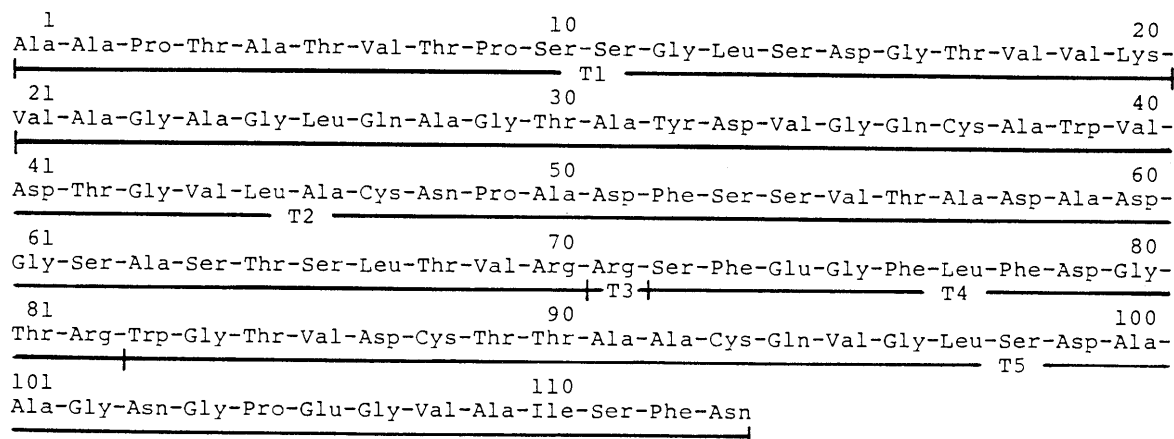 1 10 20
Ala-Ala-Pro-Thr-Ala-Thr-Val-Thr-Pro-Ser-Ser-Gly-Leu-Ser-Asp-Gly-Thr-Val-Val-Lys-
T1
21 30 40
Val-Ala-Gly-Ala-Gly-Leu-Gln-Ala-Gly-Thr-Ala-Tyr-Asp-Val-Gly-Gln-Cys-Ala-Trp-Val-
41 50 60
Asp-Thr-Gly-Val-Leu-Ala-Cys-Asn-Pro-Ala-Asp-Phe-Ser-Ser-Val-Thr-Ala-Asp-Ala-Asp-
T2
61 70 80
Gly-Ser-Ala-Ser-Thr-Ser-Leu-Thr-Val-Arg-Arg-Ser-Phe-Glu-Gly-Phe-Leu-Phe-Asp-Gly-
T3 T4
81 90 100
Thr-Arg-Trp-Gly-Thr-Val-Asp-Cys-Thr-Thr-Ala-Ala-Cys-Gln-Val-Gly-Leu-Ser-Asp-Ala-
T5
101 110
Ala-Gly-Asn-Gly-Pro-Glu-Gly-Val-Ala-Ile-Ser-Phe-Asn